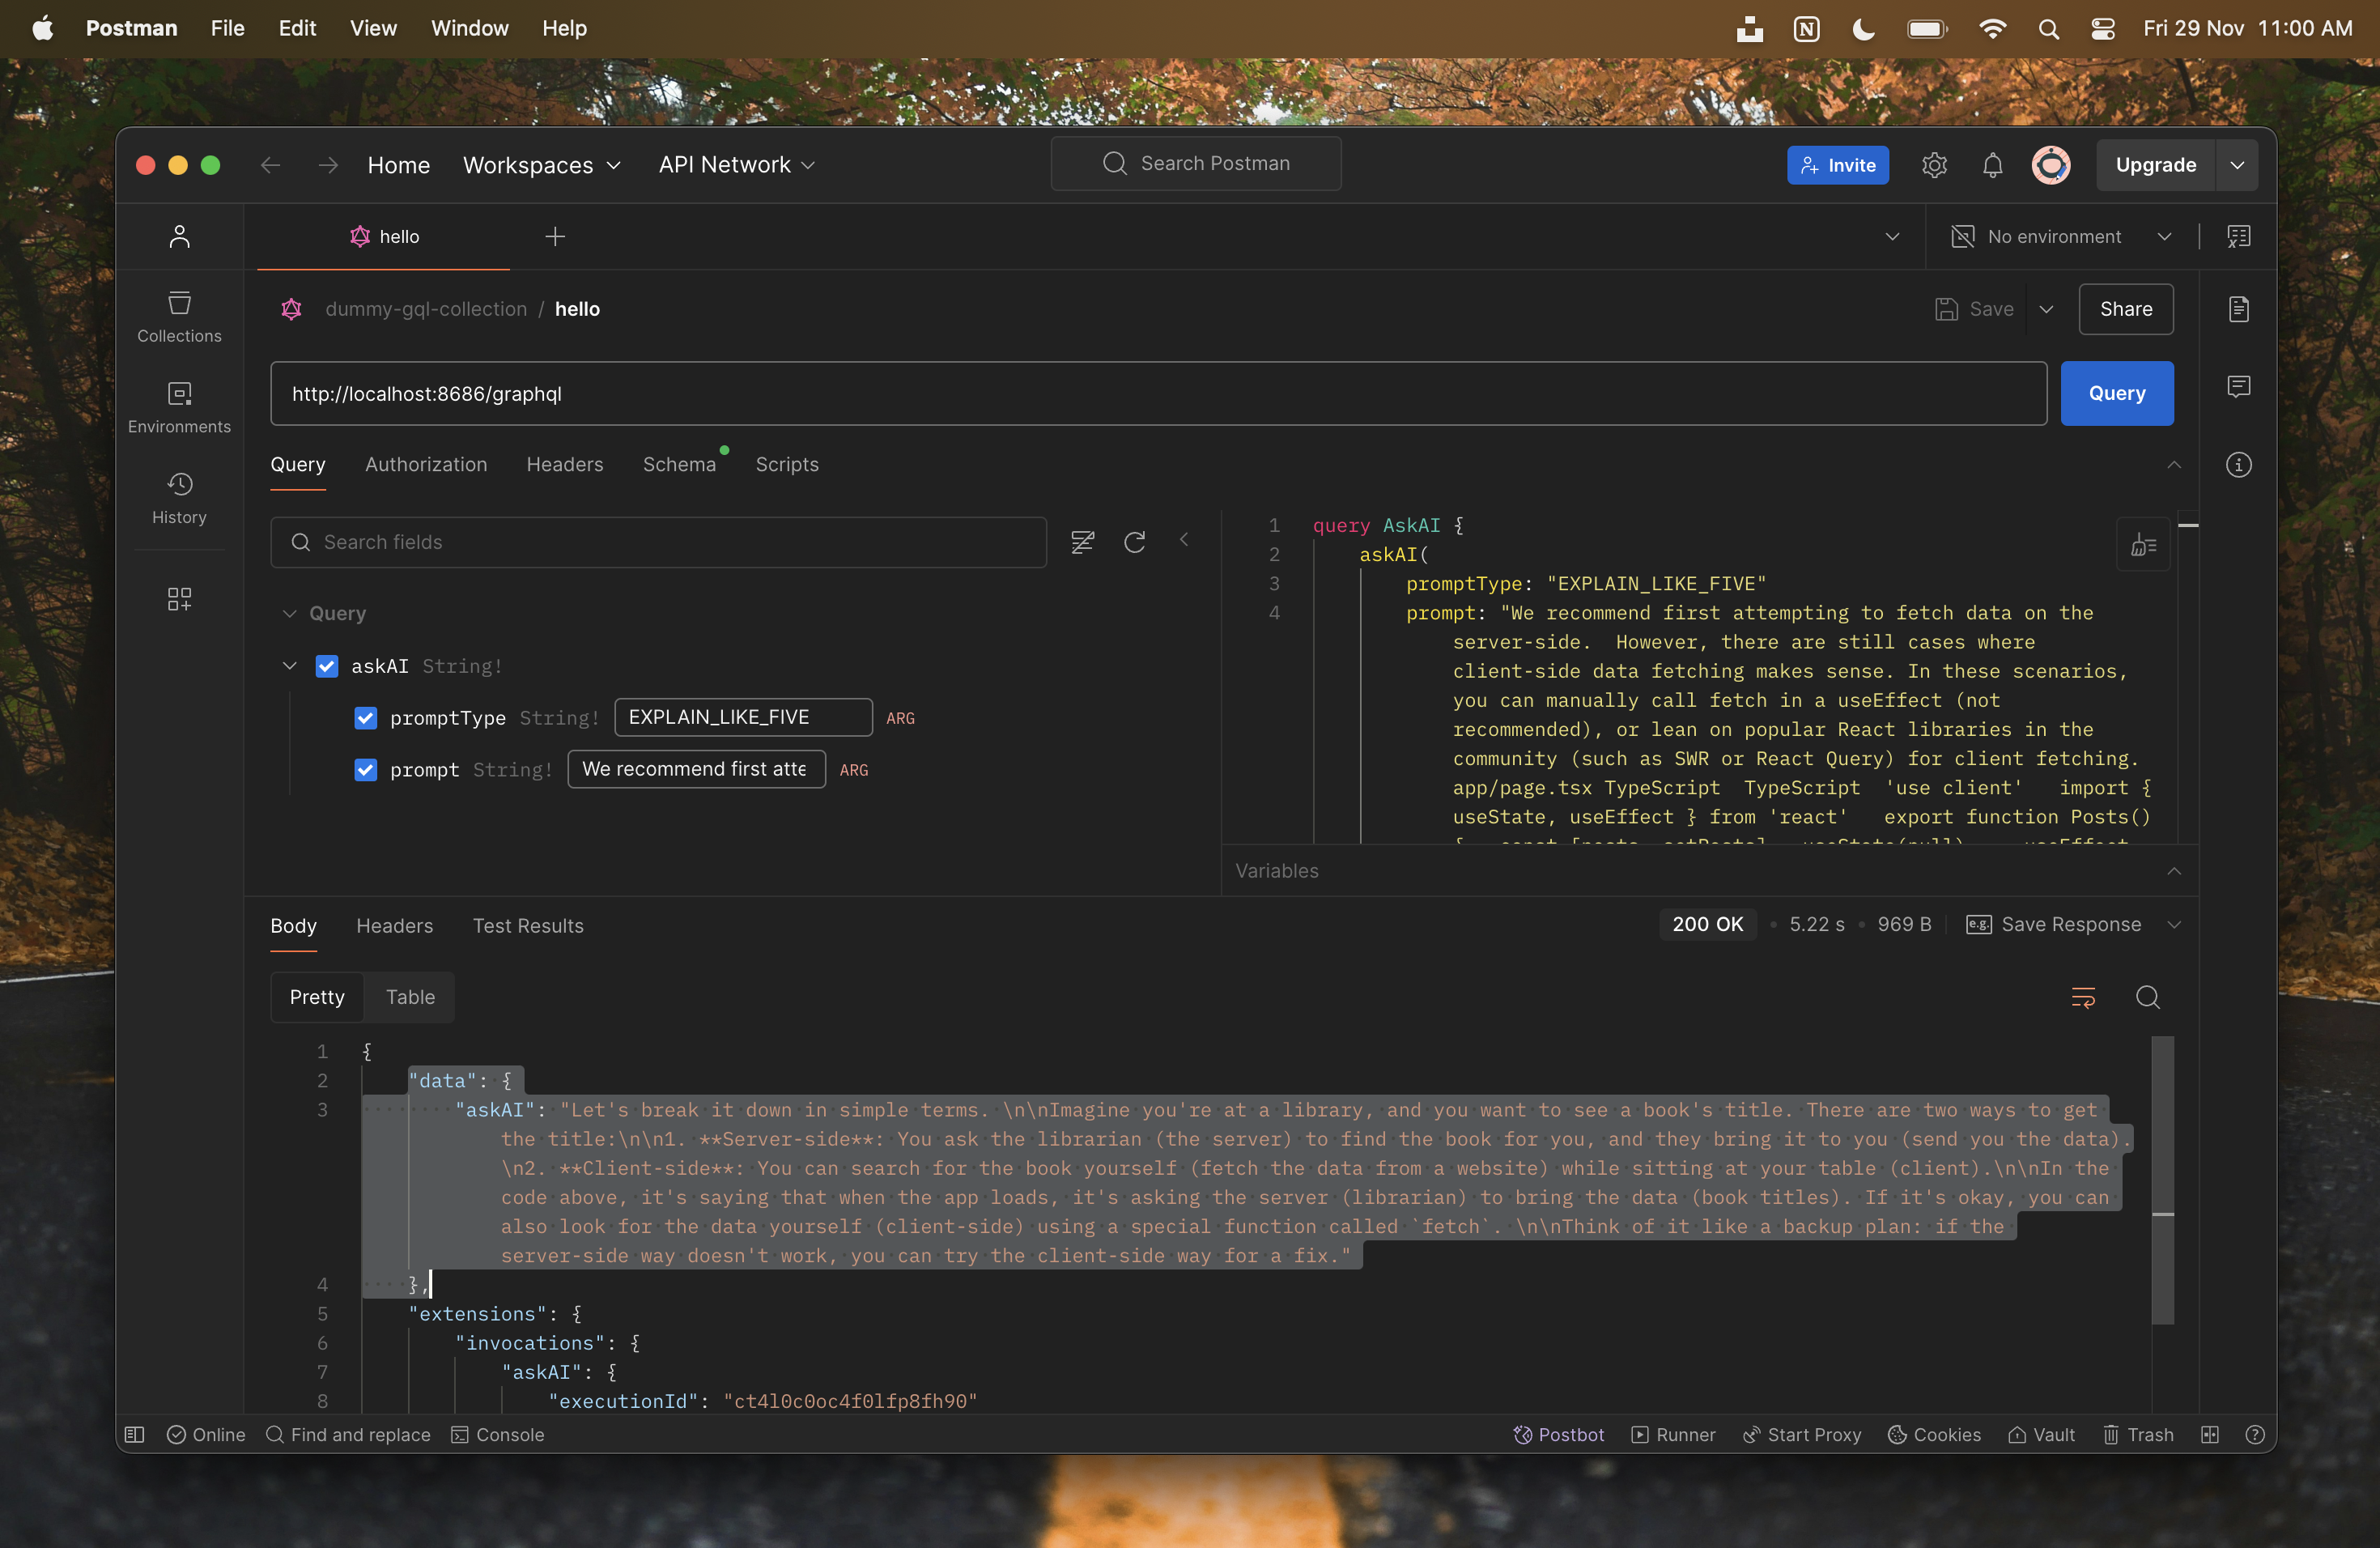 Postman File Edit View Window Help
Fri 29 Nov 11:00 AM
Home Workspaces API Network
Search Postman
Invite
Upgrade
hello
No environment
dummy-gql-collection / hello
Save
Share
http://localhost:8686/graphql
Query
Query Authorization Headers Schema Scripts
Collections
Environments
History
Search fields
Query
askAI String!
promptType String! EXPLAIN_LIKE_FIVE ARG
prompt String! We recommend first atte ARG
1 query AskAI {
2 askAI(
3 promptType: "EXPLAIN_LIKE_FIVE"
4 prompt: "We recommend first attempting to fetch data on the
server-side.  However, there are still cases where
client-side data fetching makes sense. In these scenarios,
you can manually call fetch in a useEffect (not
recommended), or lean on popular React libraries in the
community (such as SWR or React Query) for client fetching.
app/page.tsx TypeScript  TypeScript  'use client'   import {
useState, useEffect } from 'react'   export function Posts()
Variables
Body Headers Test Results
200 OK • 5.22 s • 969 B
e.g. Save Response
Pretty Table
1 {
2 "data": {
3 "askAI": "Let's break it down in simple terms. \n\nImagine you're at a library, and you want to see a book's title. There are two ways to get
the title:\n\n1. **Server-side**: You ask the librarian (the server) to find the book for you, and they bring it to you (send you the data).
\n2. **Client-side**: You can search for the book yourself (fetch the data from a website) while sitting at your table (client).\n\nIn the
code above, it's saying that when the app loads, it's asking the server (librarian) to bring the data (book titles). If it's okay, you can
also look for the data yourself (client-side) using a special function called `fetch`. \n\nThink of it like a backup plan: if the
server-side way doesn't work, you can try the client-side way for a fix."
4 },
5 "extensions": {
6 "invocations": {
7 "askAI": {
8 "executionId": "ct4l0c0oc4f0lfp8fh90"
Online Find and replace Console
Postbot Runner Start Proxy Cookies Vault Trash